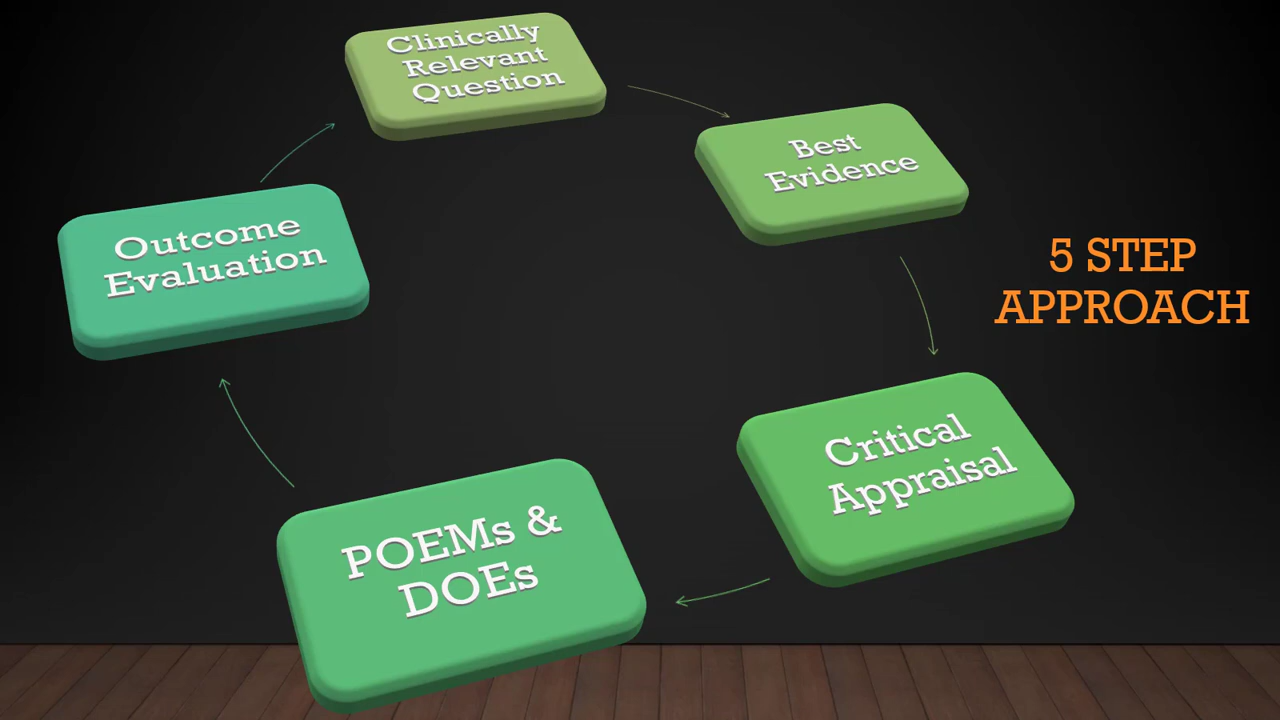 Clinically
Relevant
Question
Best
Evidence
5 STEP
APPROACH
Critical
Appraisal
POEMs &
DOEs
Outcome
Evaluation